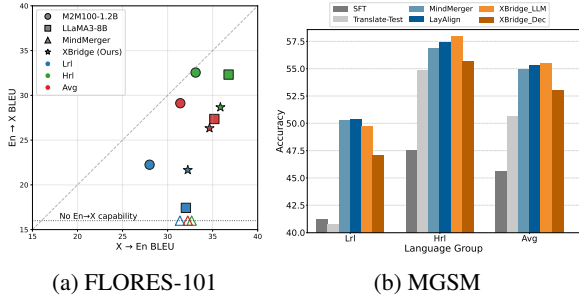 M2M100-1.2B
LLaMA3-8B
MindMerger
XBridge (Ours)
Lrl
Hrl
Avg
En → X BLEU
40
35
30
25
20
15
No En→X capability
15 20 25 30 35 40
X → En BLEU
(a) FLORES-101
SFT
Translate-Test
MindMerger
LayAlign
XBridge_LLM
XBridge_Dec
Accuracy
57.5
55.0
52.5
50.0
47.5
45.0
42.5
40.0
Lrl Hrl Avg
Language Group
(b) MGSM